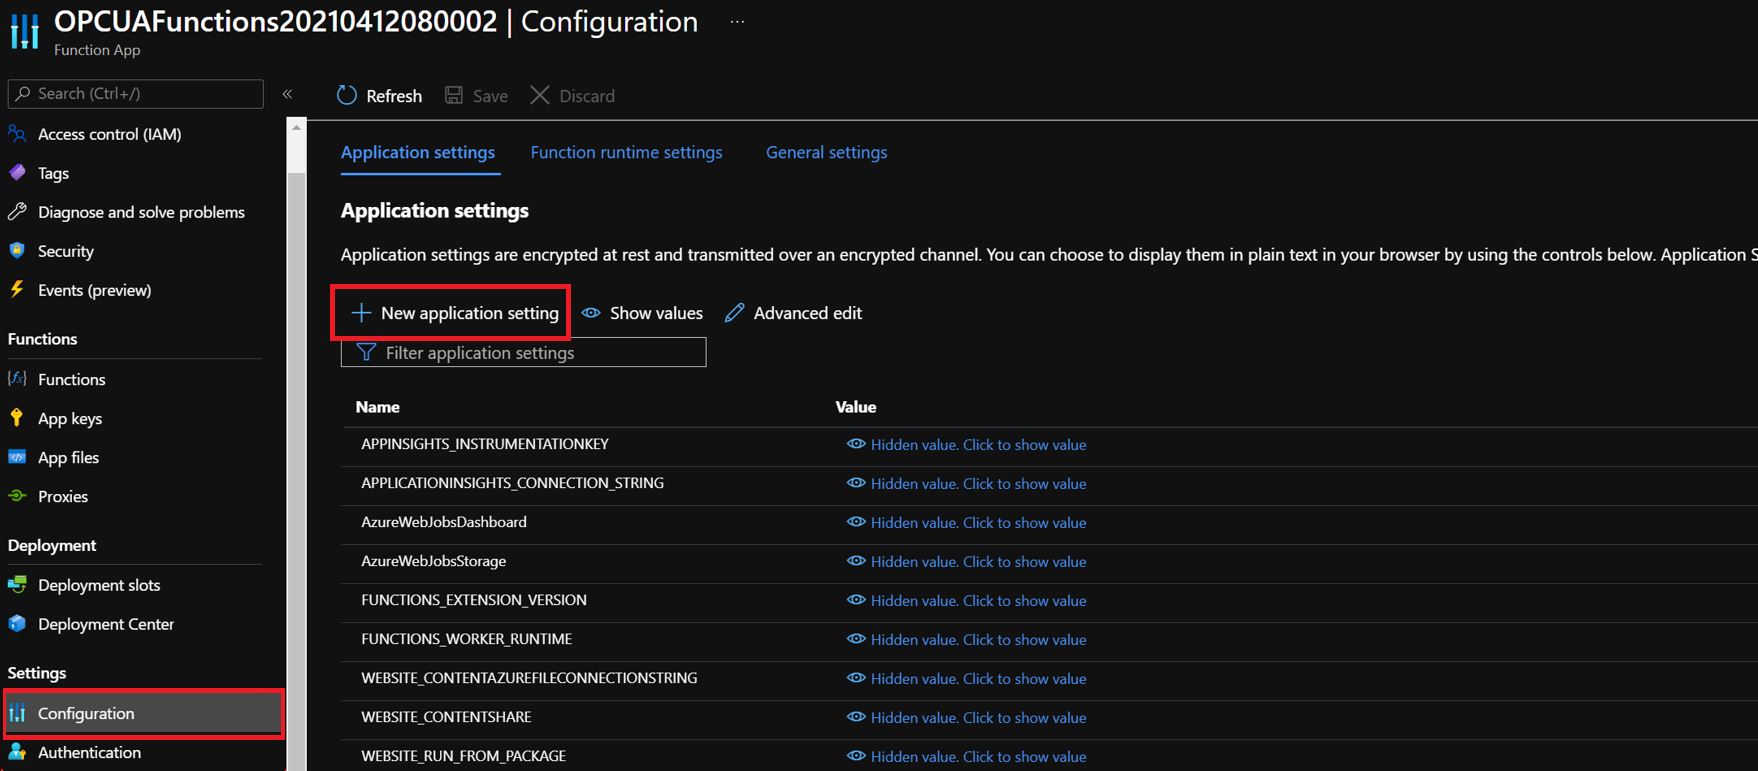 OPCUAFunctions20210412080002 | Configuration ...
Function App
Search (Ctrl+/)
«
Access control (IAM)
Tags
Diagnose and solve problems
Security
Events (preview)
Functions
Functions
App keys
App files
Proxies
Deployment
Deployment slots
Deployment Center
Settings
Configuration
Authentication
Refresh Save Discard
Application settings Function runtime settings General settings
Application settings
Application settings are encrypted at rest and transmitted over an encrypted channel. You can choose to display them in plain text in your browser by using the controls below. Application S
New application setting Show values Advanced edit
Filter application settings
Name Value
APPINSIGHTS_INSTRUMENTATIONKEY Hidden value. Click to show value
APPLICATIONINSIGHTS_CONNECTION_STRING Hidden value. Click to show value
AzureWebJobsDashboard Hidden value. Click to show value
AzureWebJobsStorage Hidden value. Click to show value
FUNCTIONS_EXTENSION_VERSION Hidden value. Click to show value
FUNCTIONS_WORKER_RUNTIME Hidden value. Click to show value
WEBSITE_CONTENTAZUREFILECONNECTIONSTRING Hidden value. Click to show value
WEBSITE_CONTENTSHARE Hidden value. Click to show value
WEBSITE_RUN_FROM_PACKAGE Hidden value. Click to show value